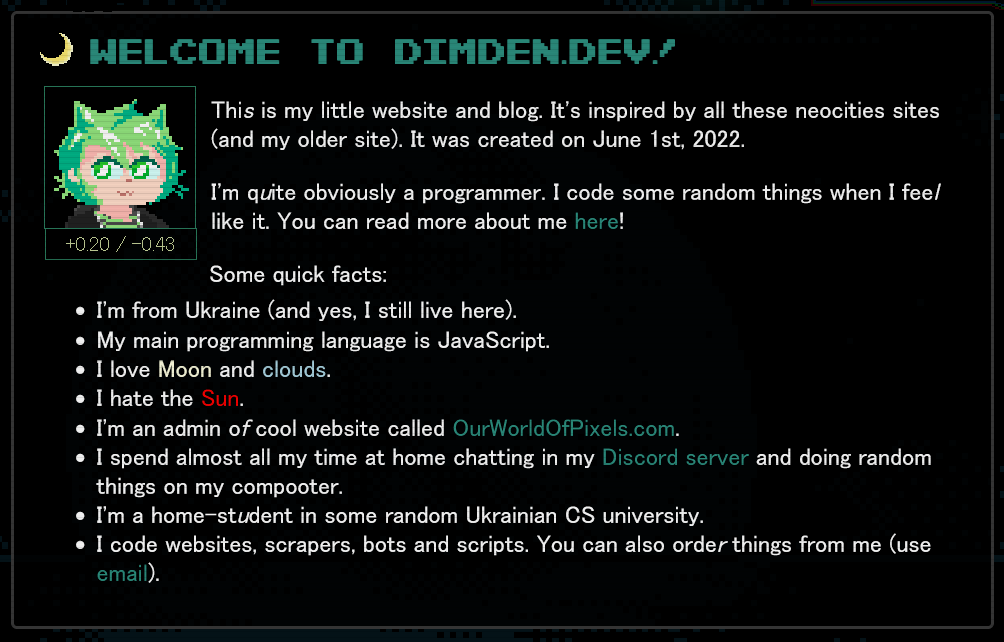 WELCOME TO DIMDEN.DEV!
This is my little website and blog. It's inspired by all these neocities sites
(and my older site). It was created on June 1st, 2022.
I'm quite obviously a programmer. I code some random things when I feel
like it. You can read more about me here!
+0.20 / -0.43
Some quick facts:
• I'm from Ukraine (and yes, I still live here).
• My main programming language is JavaScript.
• I love Moon and clouds.
• I hate the Sun.
• I'm an admin of cool website called OurWorldOfPixels.com.
• I spend almost all my time at home chatting in my Discord server and doing random
things on my compooter.
• I'm a home-student in some random Ukrainian CS university.
• I code websites, scrapers, bots and scripts. You can also order things from me (use
email).